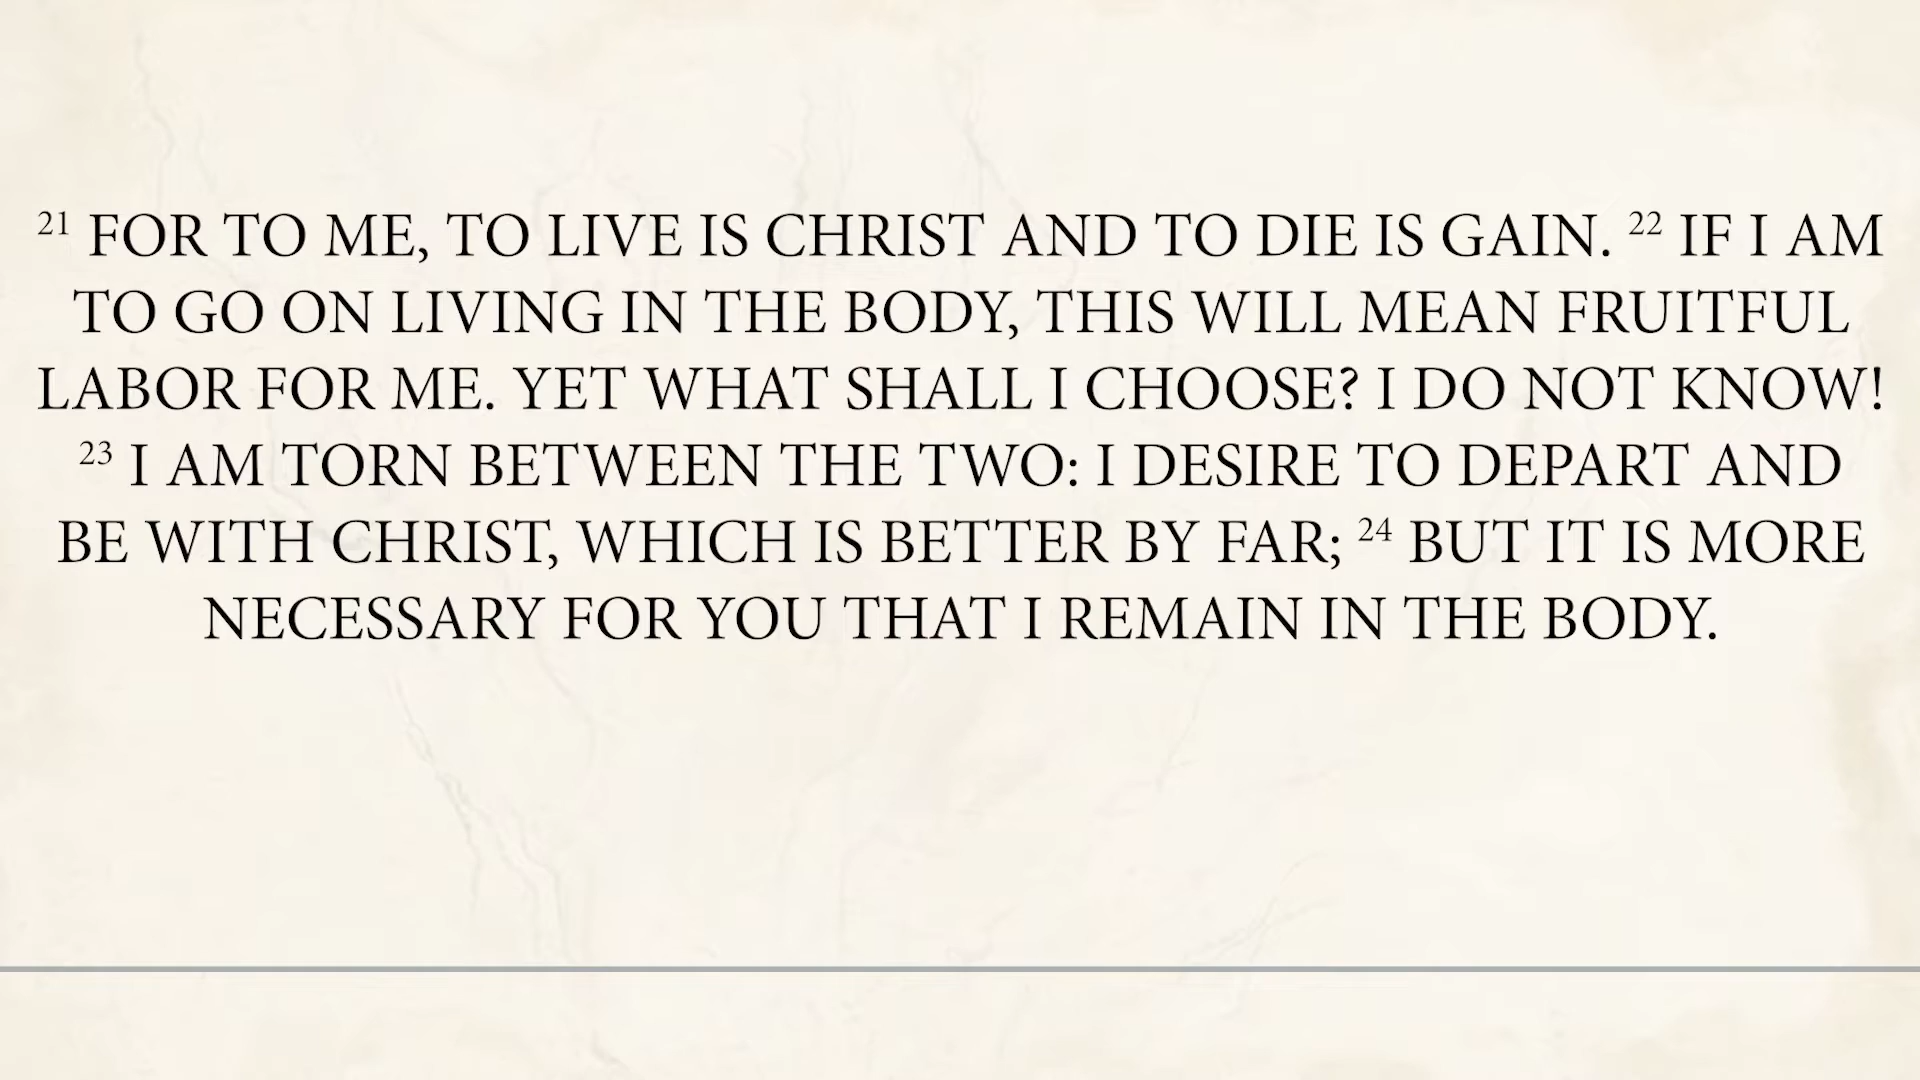 21 FOR TO ME, TO LIVE IS CHRIST AND TO DIE IS GAIN. 22 IF I AM
TO GO ON LIVING IN THE BODY, THIS WILL MEAN FRUITFUL
LABOR FOR ME. YET WHAT SHALL I CHOOSE? I DO NOT KNOW!
23 I AM TORN BETWEEN THE TWO: I DESIRE TO DEPART AND
BE WITH CHRIST, WHICH IS BETTER BY FAR; 24 BUT IT IS MORE
NECESSARY FOR YOU THAT I REMAIN IN THE BODY.